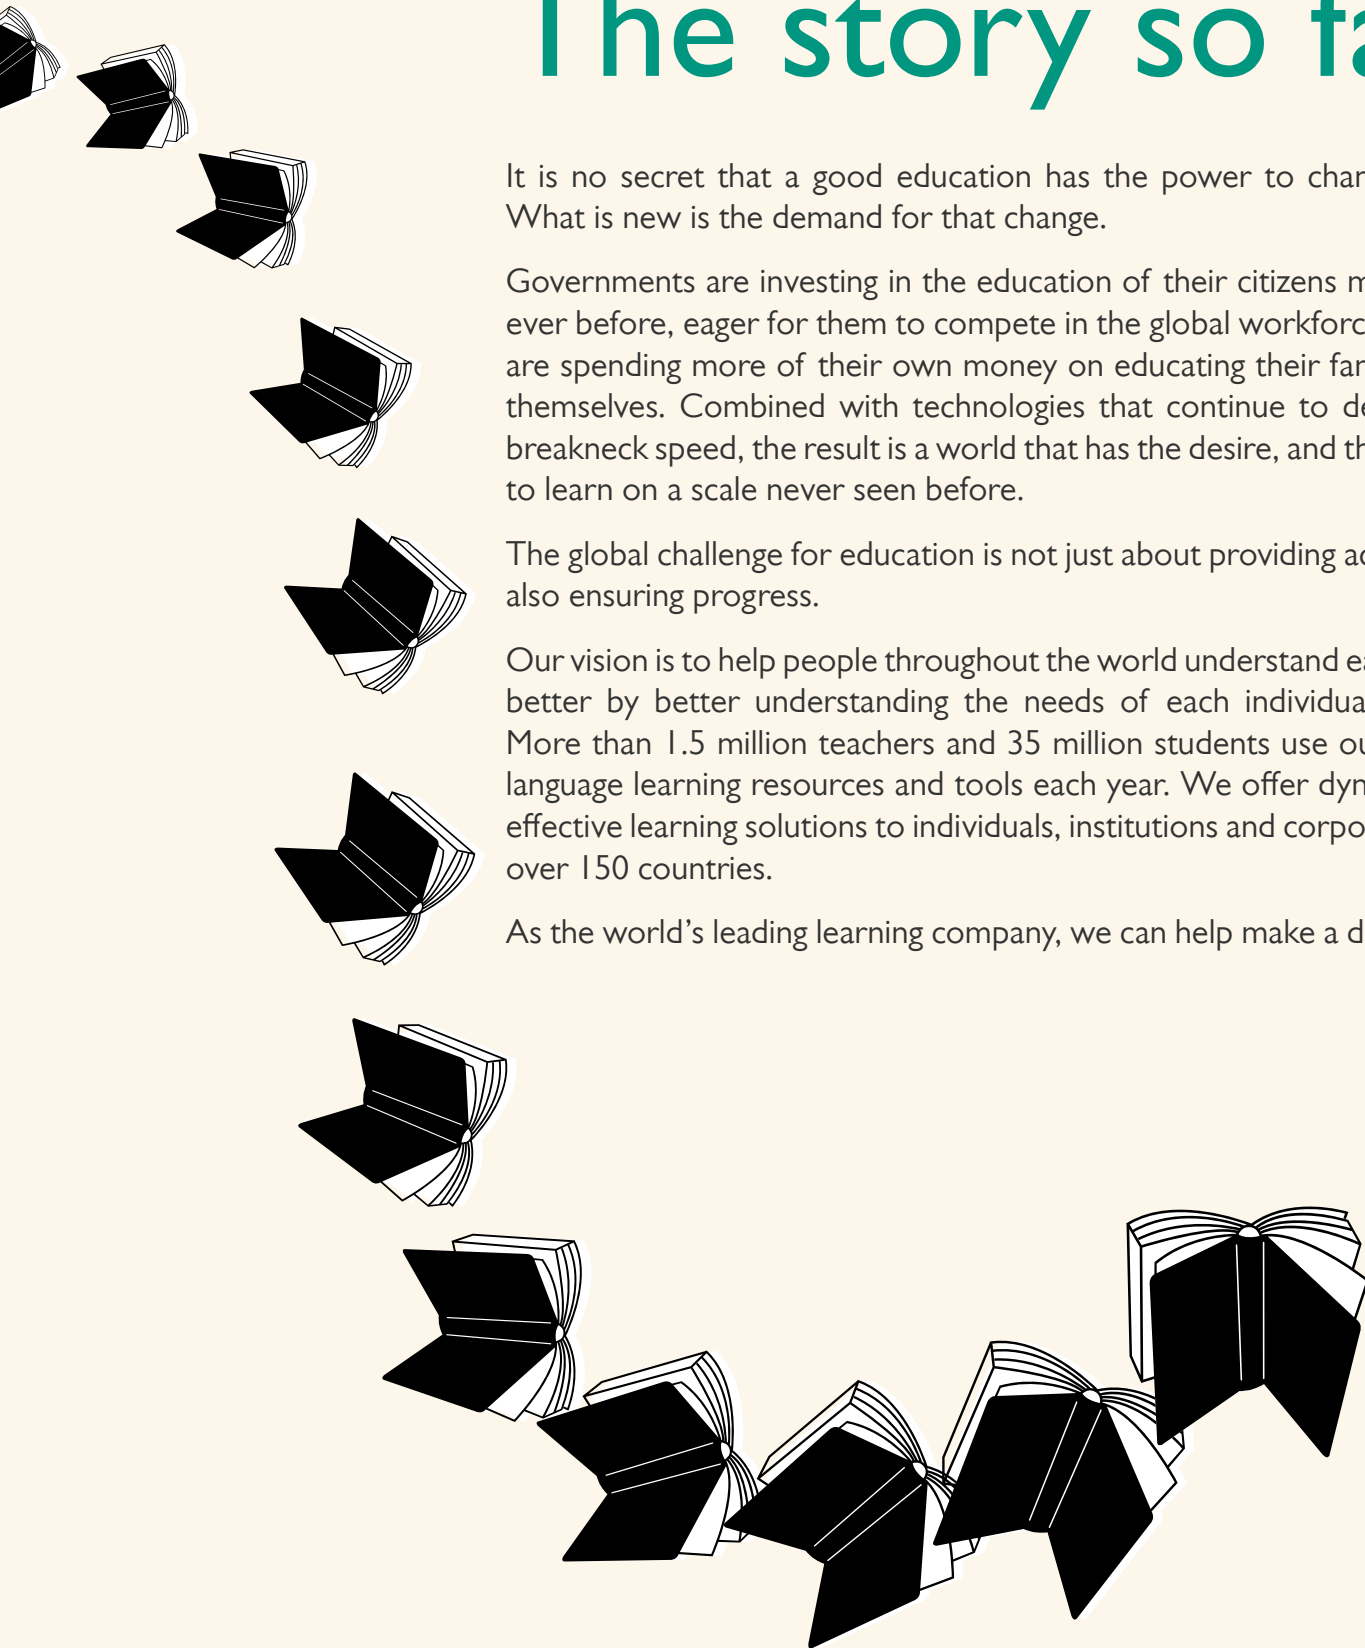 The story so fa
It is no secret that a good education has the power to chan
What is new is the demand for that change.
Governments are investing in the education of their citizens m
ever before, eager for them to compete in the global workforc
are spending more of their own money on educating their fam
themselves. Combined with technologies that continue to de
breakneck speed, the result is a world that has the desire, and th
to learn on a scale never seen before.
The global challenge for education is not just about providing ac
also ensuring progress.
Our vision is to help people throughout the world understand ea
better by better understanding the needs of each individua
More than 1.5 million teachers and 35 million students use ou
language learning resources and tools each year. We offer dyn
effective learning solutions to individuals, institutions and corpo
over 150 countries.
As the world’s leading learning company, we can help make a d